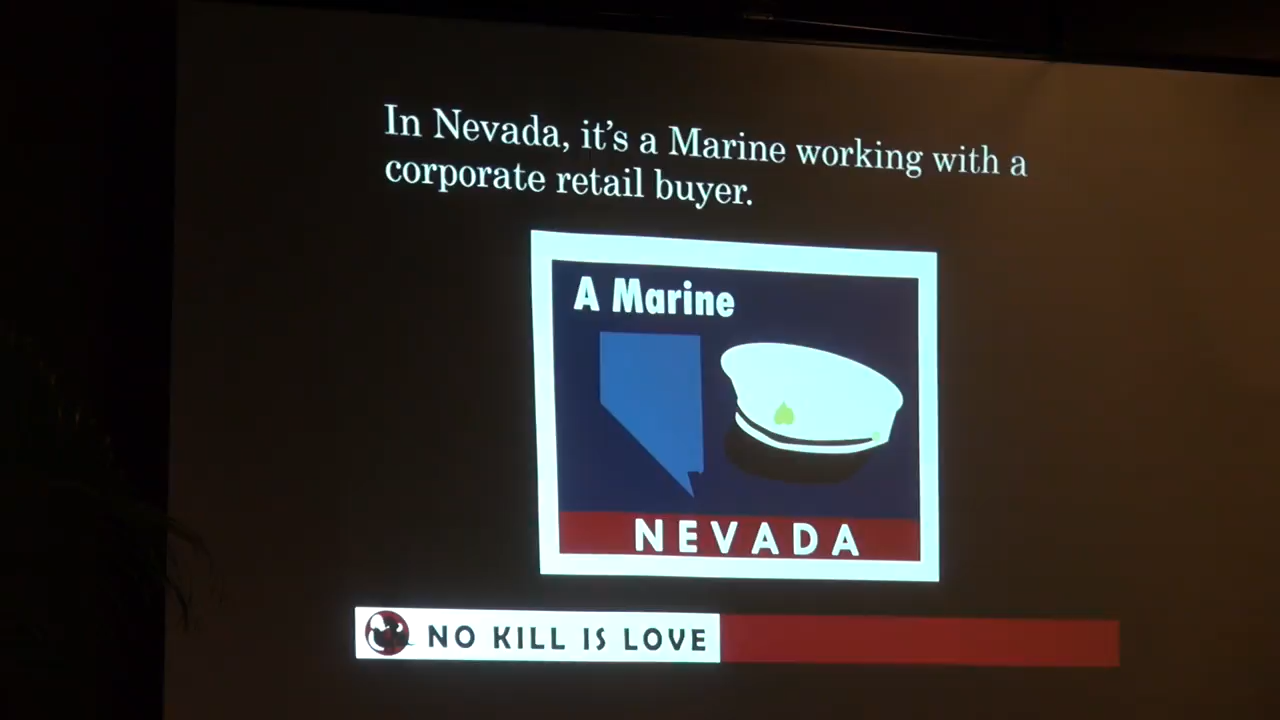 In Nevada, it's a Marine working with a
corporate retail buyer.
A Marine
NEVADA
NO KILL IS LOVE